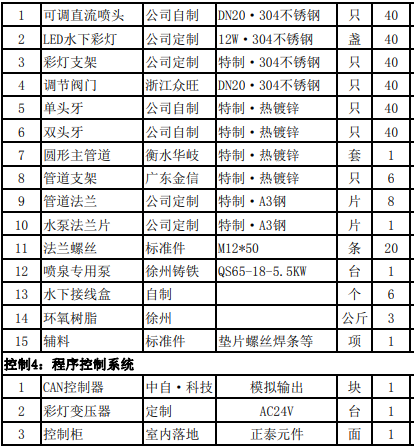 1 可调直流喷头 公司自制 DN20·304不锈钢 只 40
2 LED水下彩灯 公司定制 12W·304不锈钢 盏 40
3 彩灯支架 公司定制 特制·304不锈钢 只 40
4 调节阀门 浙江众旺 DN20·304不锈钢 只 40
5 单头牙 公司自制 特制·热镀锌 只 40
6 双头牙 公司自制 特制·热镀锌 只 40
7 圆形主管道 衡水华岐 特制·热镀锌 套 1
8 管道支架 广东金信 特制·热镀锌 只 6
9 管道法兰 公司定制 特制·A3钢 片 8
10 水泵法兰片 公司定制 特制·A3钢 片 1
11 法兰螺丝 标准件 M12*50 条 20
12 喷泉专用泵 徐州铸铁 QS65-18-5.5KW 台 1
13 水下接线盒 自制 个 6
14 环氧树脂 徐州 公斤 3
15 辅料 标准件 垫片螺丝焊条等 项 1
控制4：程序控制系统
1 CAN控制器 中自·科技 模拟输出 块 1
2 彩灯变压器 定制 AC24V 台 1
3 控制柜 室内落地 正泰元件 面 1